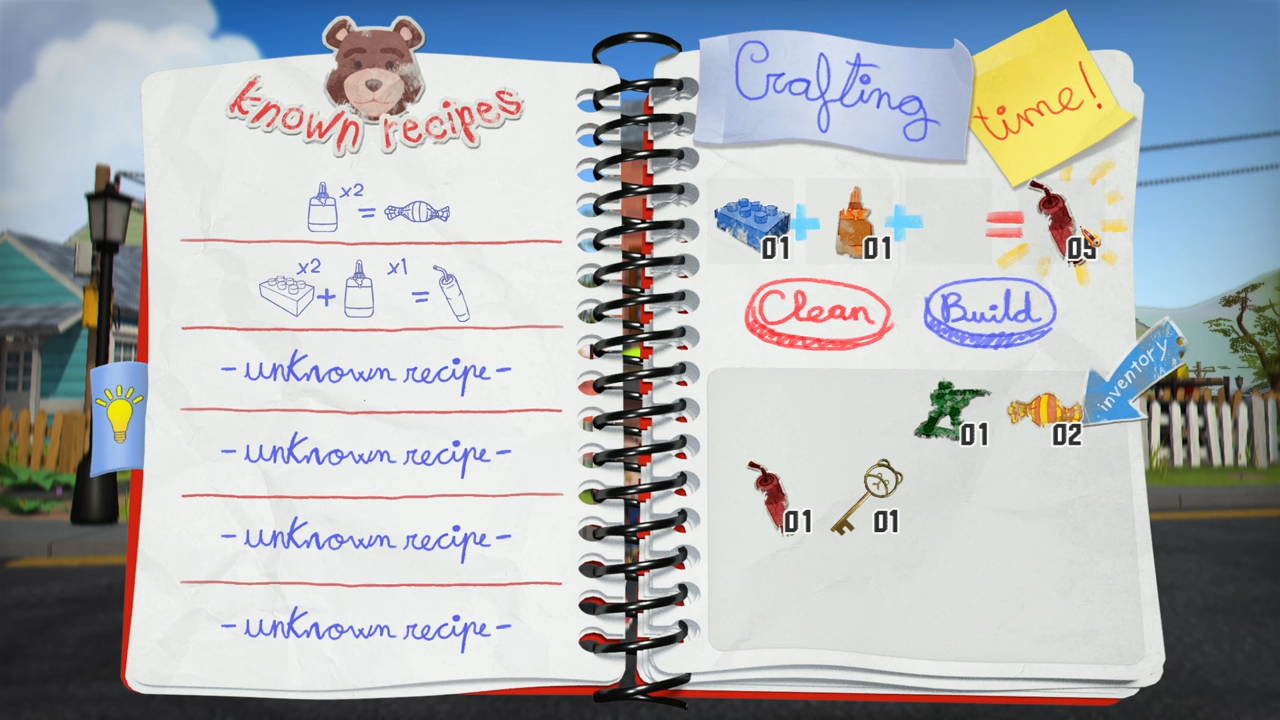 known recipes
x2
=
x2
x1
+
=
-unknown recipe-
-unknown recipe-
-unknown recipe-
-unknown recipe-
Crafting
time!
+ + =
01 01 05
Clean Build
inventory
01 02
01 01